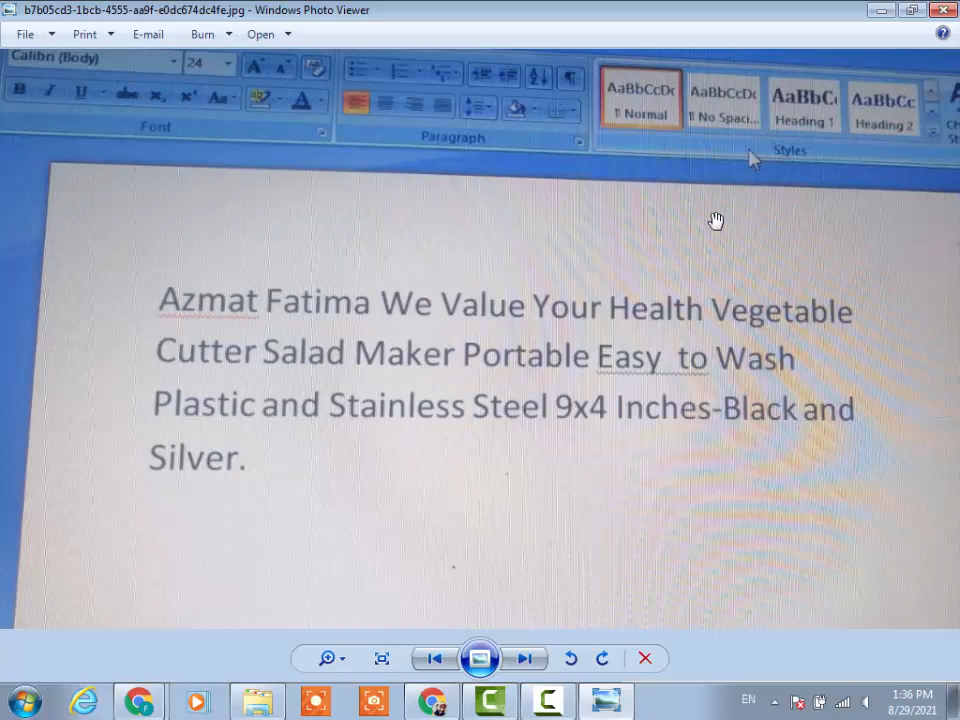 b7b05cd3-1bcb-4555-aa9f-e0dc674dc4fe.jpg - Windows Photo Viewer
File Print E-mail Burn Open
Calibri (Body) 24
AaBbCcDc AaBbCcDc AaBbC AaBbCc
¶ Normal ¶ No Spaci... Heading 1 Heading 2
Font Paragraph Styles
Azmat Fatima We Value Your Health Vegetable
Cutter Salad Maker Portable Easy to Wash
Plastic and Stainless Steel 9x4 Inches-Black and
Silver.
EN
1:36 PM
8/29/2021